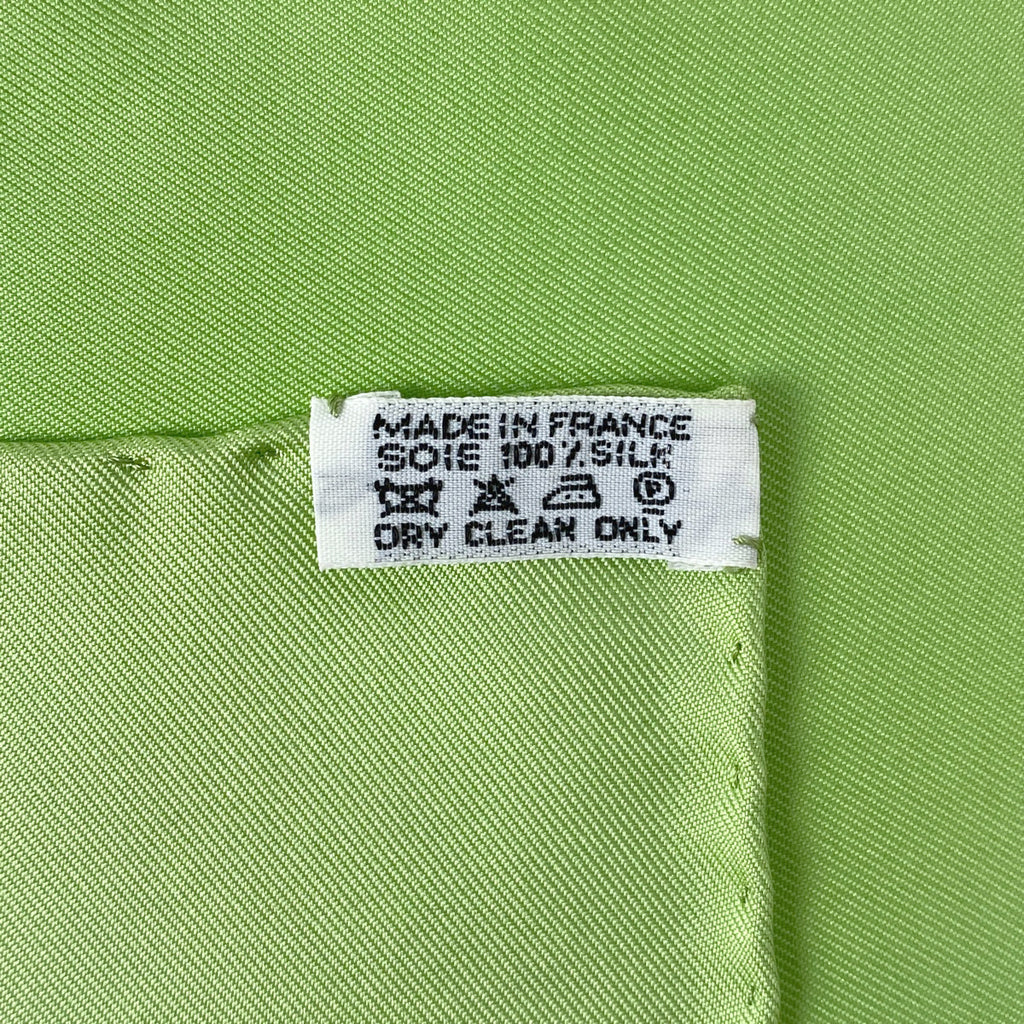 MADE IN FRANCE
SOIE 100% SILK
P
DRY CLEAN ONLY